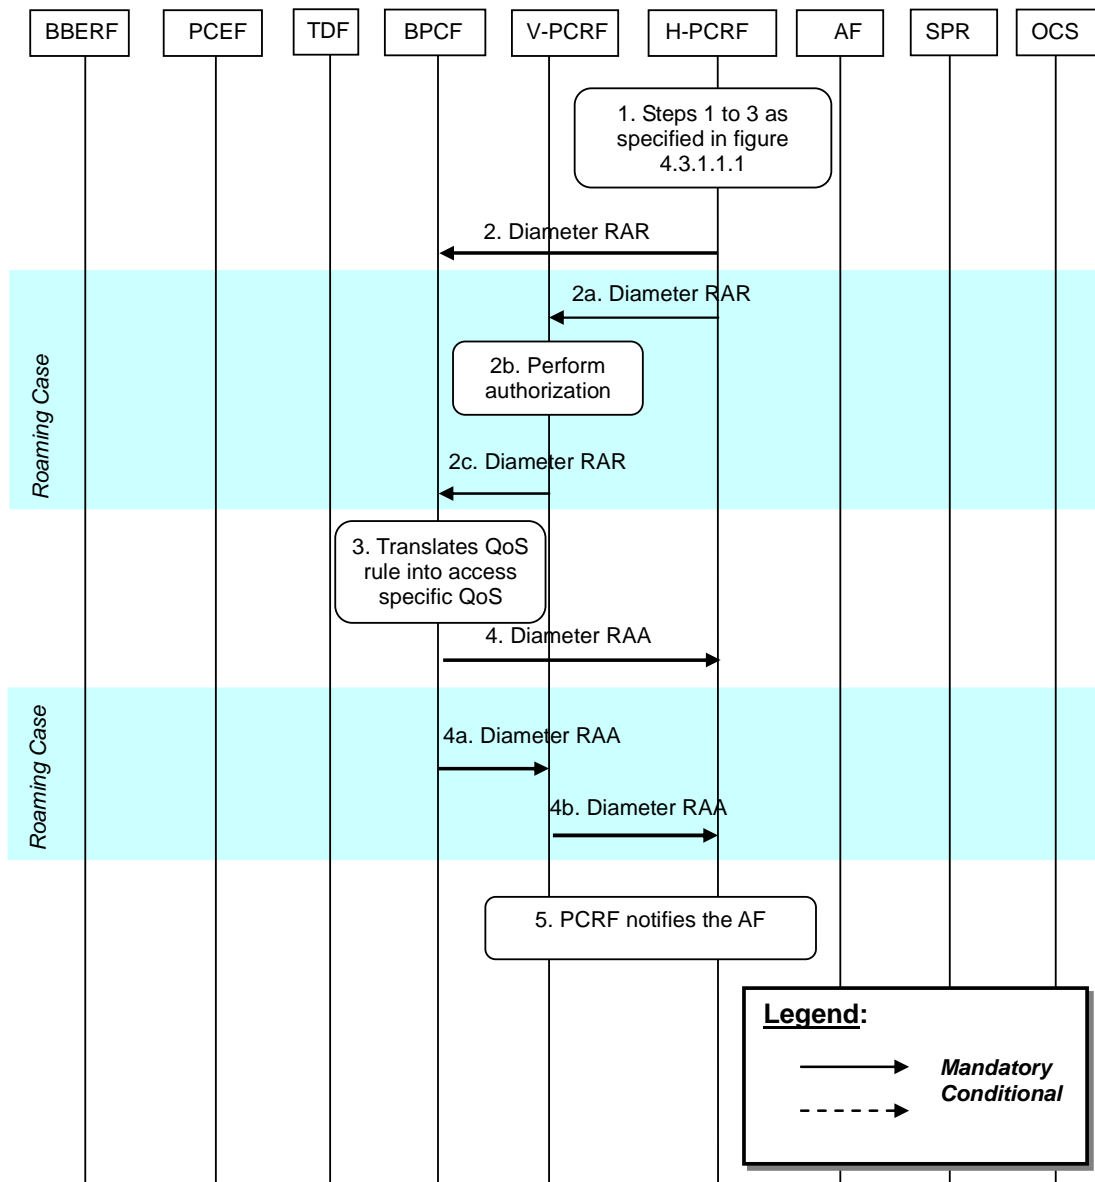 BBERF PCEF TDF BPCF V-PCRF H-PCRF AF SPR OCS
1. Steps 1 to 3 as
specified in figure
4.3.1.1.1
2. Diameter RAR
Roaming Case
2a. Diameter RAR
2b. Perform
authorization
2c. Diameter RAR
3. Translates QoS
rule into access
specific QoS
4. Diameter RAA
Roaming Case
4a. Diameter RAA
4b. Diameter RAA
5. PCRF notifies the AF
Legend:
Mandatory
Conditional